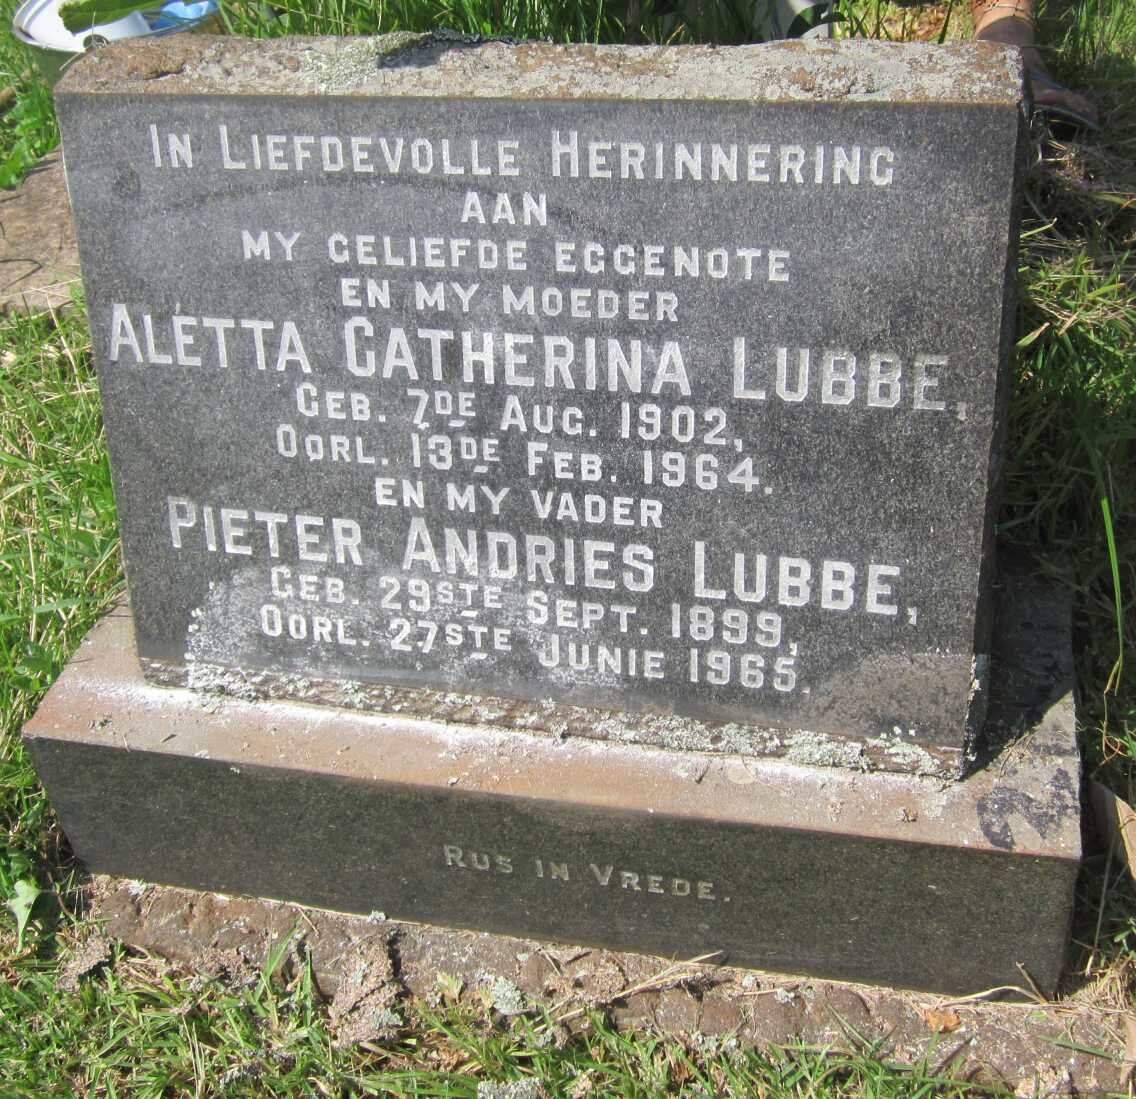 In Liefdevolle Herinnering
AAN
MY GELIEFDE EGGENOTE
EN MY MOEDER
ALÉTTA CATHERINA LUBBE,
GEB. 7DE AUG. 1902,
OORL. 13DE FEB. 1964.
EN MY VADER
PIETER ANDRIES LUBBE,
GEB. 29STE SEPT. 1899,
OORL. 27STE JUNIE 1965.
RUS IN VREDE.